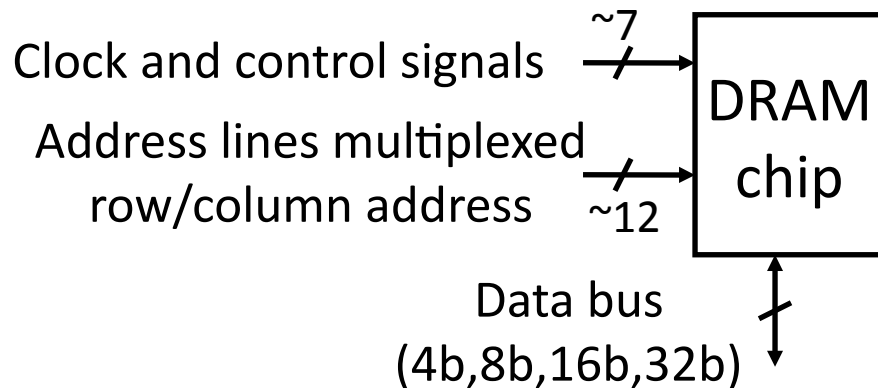 ~7
Clock and control signals
DRAM
chip
Address lines multiplexed
row/column address
~12
Data bus
(4b,8b,16b,32b)